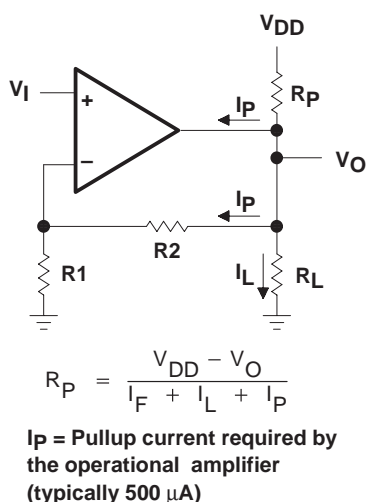 VDD
VI
+
IP
RP
VO
−
IP
R2
R1
IL
RL
RP = VDD − VO / IF + IL + IP
IP = Pullup current required by
the operational amplifier
(typically 500 μA)